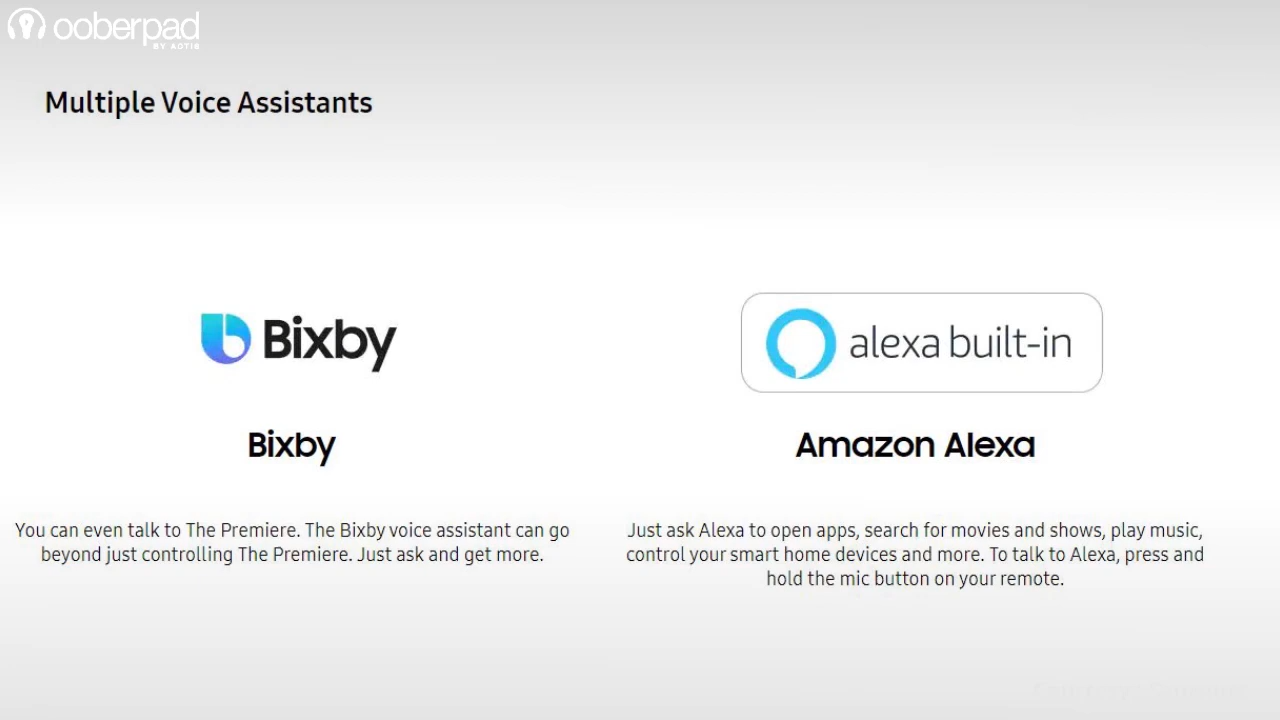 ooberpad
BY AOTIS
Multiple Voice Assistants
Bixby
alexa built-in
Bixby
Amazon Alexa
You can even talk to The Premiere. The Bixby voice assistant can go
beyond just controlling The Premiere. Just ask and get more.
Just ask Alexa to open apps, search for movies and shows, play music,
control your smart home devices and more. To talk to Alexa, press and
hold the mic button on your remote.